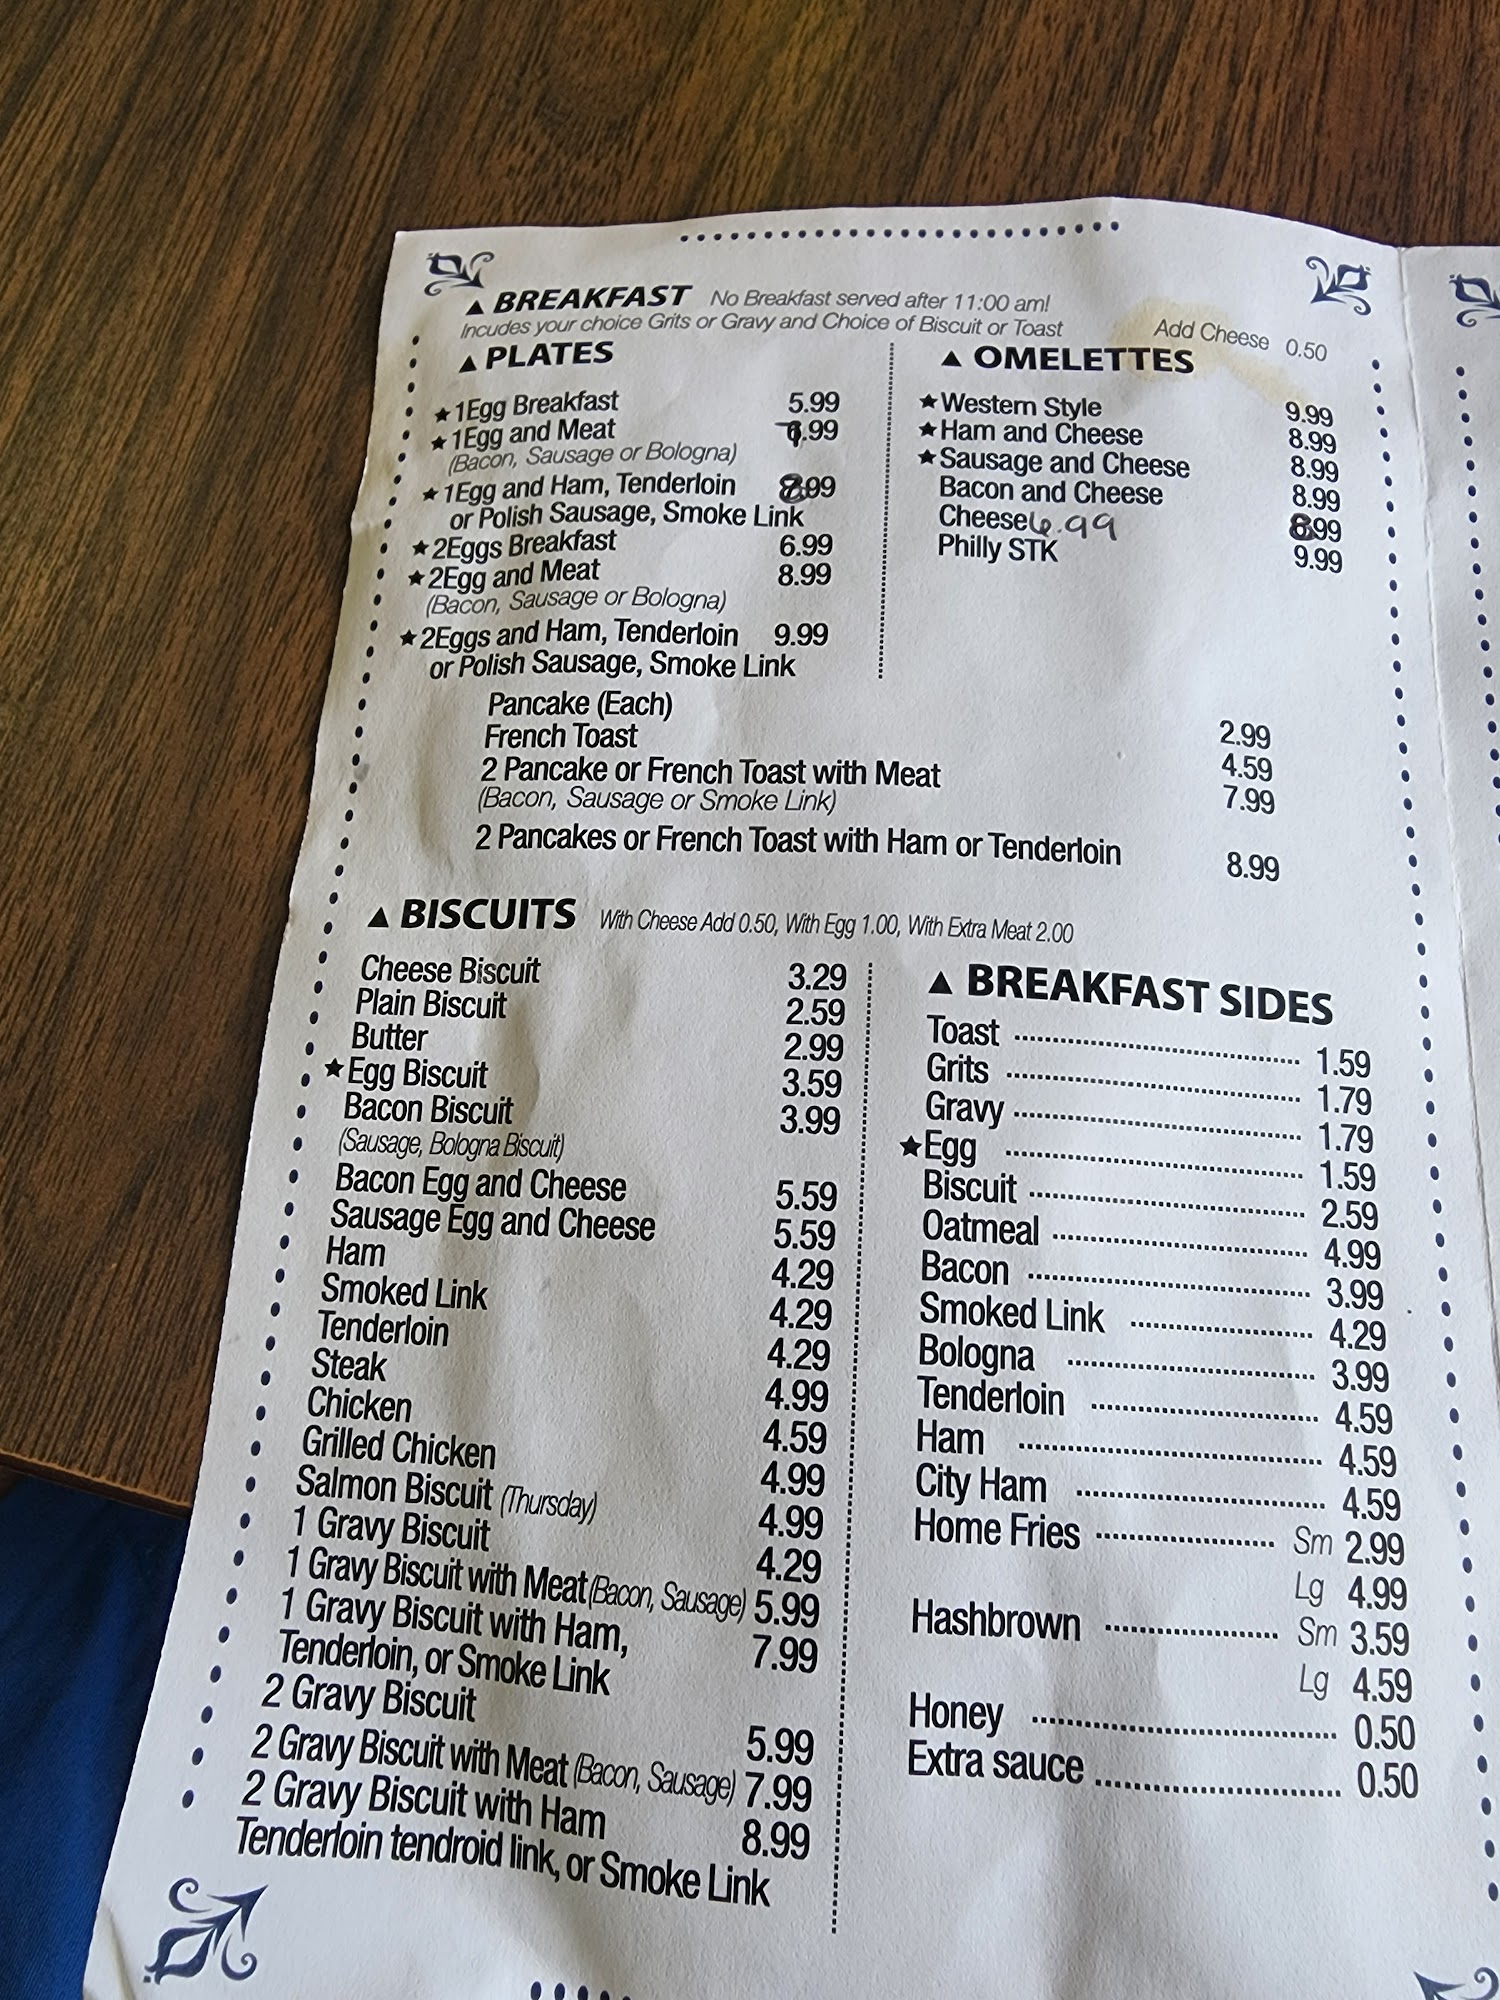 ▲ BREAKFAST No Breakfast served after 11:00 am!
Incudes your choice Grits or Gravy and Choice of Biscuit or Toast
Add Cheese 0.50
▲ PLATES
★1Egg Breakfast 5.99
★1Egg and Meat 7.99
(Bacon, Sausage or Bologna)
★1Egg and Ham, Tenderloin 8.99
or Polish Sausage, Smoke Link
★2Eggs Breakfast 6.99
★2Egg and Meat 8.99
(Bacon, Sausage or Bologna)
★2Eggs and Ham, Tenderloin 9.99
or Polish Sausage, Smoke Link
▲ OMELETTES
★Western Style 9.99
★Ham and Cheese 8.99
★Sausage and Cheese 8.99
Bacon and Cheese 8.99
Cheese 6.99 8.99
Philly STK 9.99
Pancake (Each) 2.99
French Toast 4.59
2 Pancake or French Toast with Meat 7.99
(Bacon, Sausage or Smoke Link)
2 Pancakes or French Toast with Ham or Tenderloin 8.99
▲ BISCUITS With Cheese Add 0.50, With Egg 1.00, With Extra Meat 2.00
Cheese Biscuit 3.29
Plain Biscuit 2.59
Butter 2.99
★Egg Biscuit 3.59
Bacon Biscuit 3.99
(Sausage, Bologna Biscuit)
Bacon Egg and Cheese 5.59
Sausage Egg and Cheese 5.59
Ham 4.29
Smoked Link 4.29
Tenderloin 4.29
Steak 4.99
Chicken 4.59
Grilled Chicken 4.99
Salmon Biscuit (Thursday) 4.99
1 Gravy Biscuit 4.29
1 Gravy Biscuit with Meat (Bacon, Sausage) 5.99
1 Gravy Biscuit with Ham, 7.99
Tenderloin, or Smoke Link
2 Gravy Biscuit 5.99
2 Gravy Biscuit with Meat (Bacon, Sausage) 7.99
2 Gravy Biscuit with Ham 8.99
Tenderloin tendroid link, or Smoke Link
▲ BREAKFAST SIDES
Toast 1.59
Grits 1.79
Gravy 1.79
★Egg 1.59
Biscuit 2.59
Oatmeal 4.99
Bacon 3.99
Smoked Link 4.29
Bologna 3.99
Tenderloin 4.59
Ham 4.59
City Ham 4.59
Home Fries Sm 2.99
Lg 4.99
Hashbrown Sm 3.59
Lg 4.59
Honey 0.50
Extra sauce 0.50